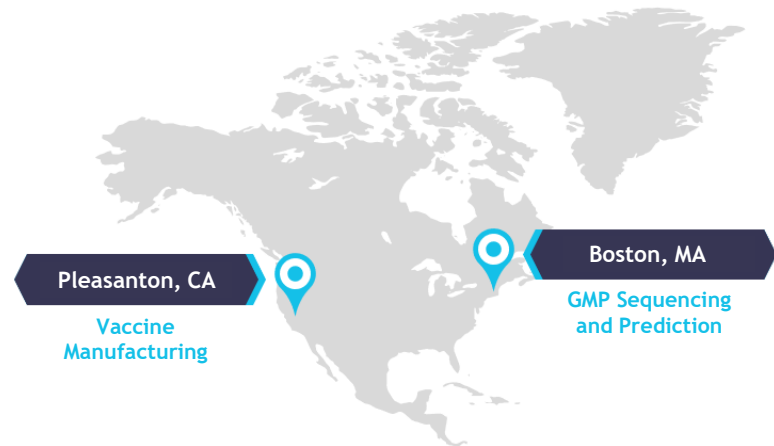 Pleasanton, CA
Vaccine
Manufacturing
Boston, MA
GMP Sequencing
and Prediction